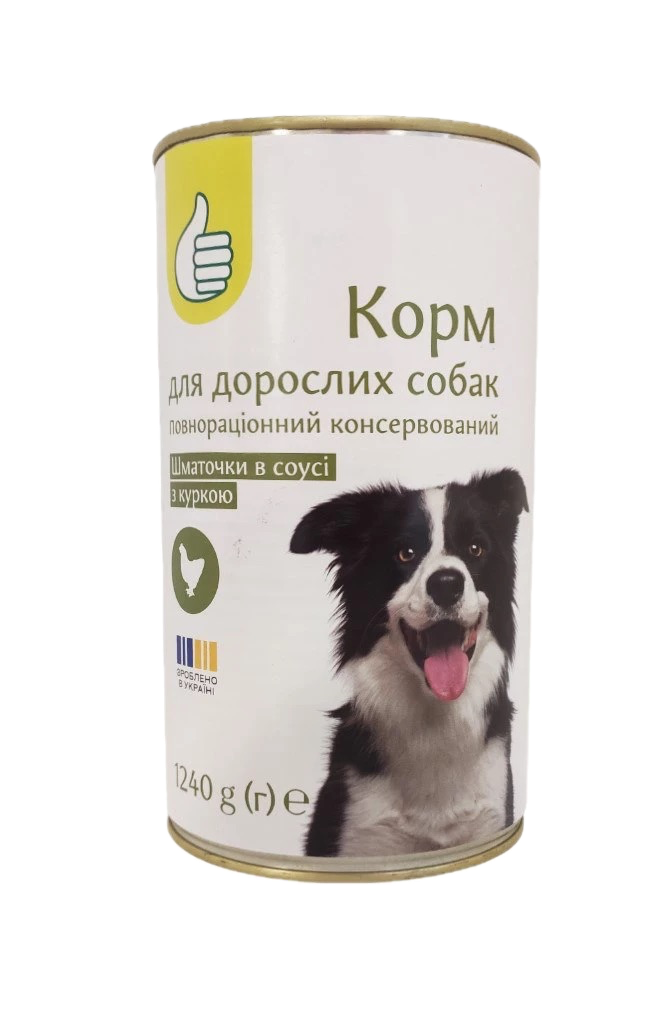 Корм
для дорослих собак
повнораціонний консервований
Шматочки в соусі
з куркою
ЗРОБЛЕНО
В УКРАЇНІ
1240 g (г) ℮